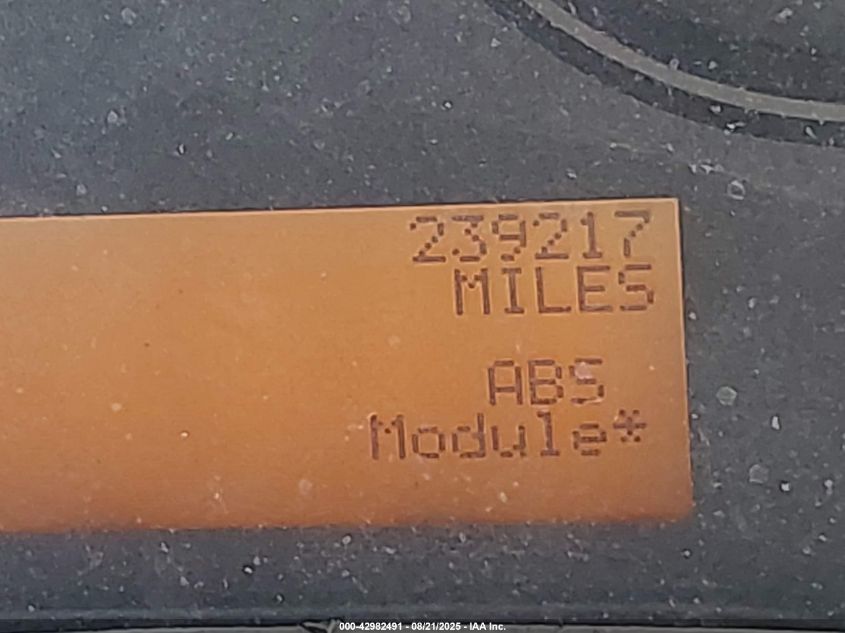 239217
MILES
ABS
Module*
000-42982491 - 08/21/2025 - IAA Inc.